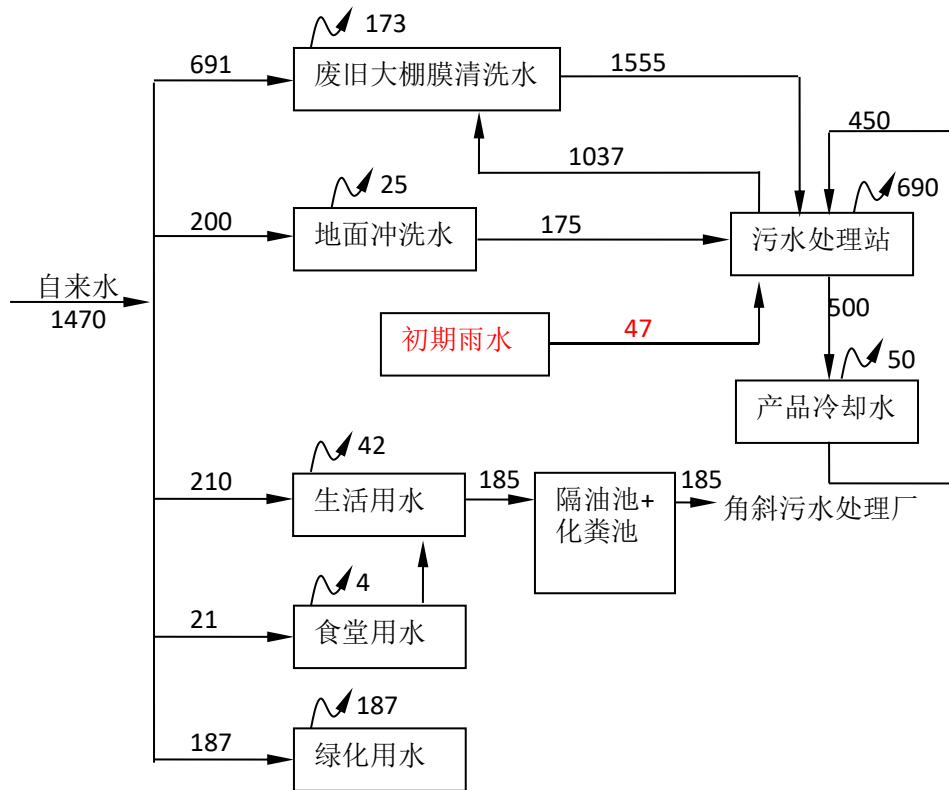 173
691
废旧大棚膜清洗水
1555
450
1037
25
690
200
地面冲洗水
175
污水处理站
自来水
1470
初期雨水
47
500
50
产品冷却水
42
210
生活用水
185
隔油池+
化粪池
185
角斜污水处理厂
4
21
食堂用水
187
187
绿化用水